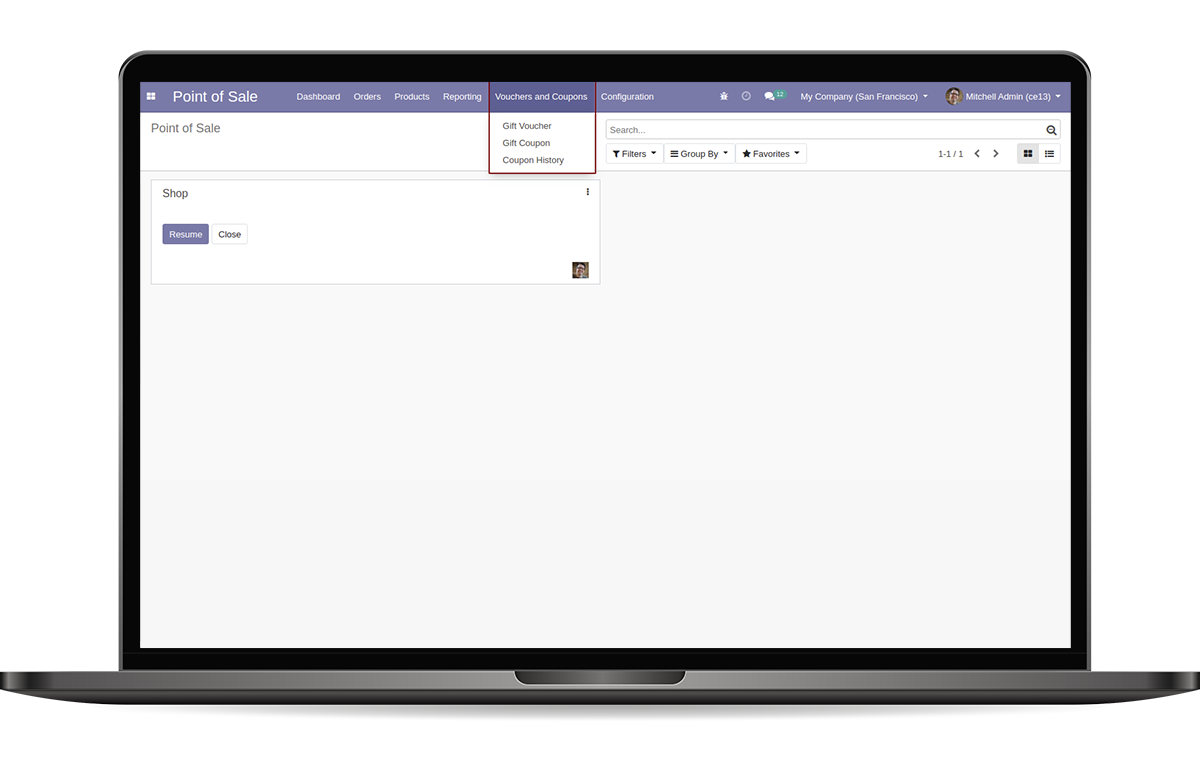 Point of Sale Dashboard Orders Products Reporting Vouchers and Coupons Configuration 12 My Company (San Francisco) Mitchell Admin (ce13)
Point of Sale
Gift Voucher
Gift Coupon
Coupon History
Search...
Filters Group By Favorites 1-1 / 1
Shop
Resume Close